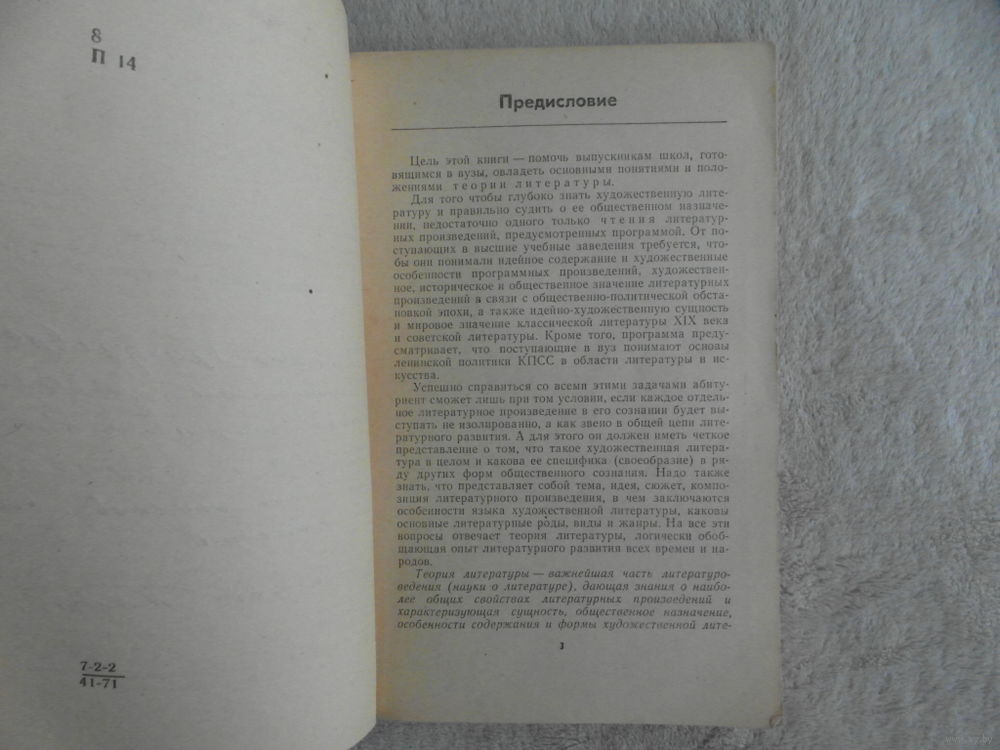 8
П 14
7-2-2
41-71
Предисловие
Цель этой книги — помочь выпускникам школ, гото-
вящимся в вузы, овладеть основными понятиями и поло-
жениями теории литературы.
Для того чтобы глубоко знать художественную лите-
ратуру и правильно судить о ее общественном назначе-
нии, недостаточно одного только чтения литератур-
ных произведений, предусмотренных программой. От по-
ступающих в высшие учебные заведения требуется, что-
бы они понимали идейное содержание и художественные
особенности программных произведений, художествен-
ное, историческое и общественное значение литературных
произведений в связи с общественно-политической обста-
новкой эпохи, а также идейно-художественную сущность
и мировое значение классической литературы XIX века
и советской литературы. Кроме того, программа преду-
сматривает, что поступающие в вуз понимают основы
ленинской политики КПСС в области литературы и ис-
кусства.
Успешно справиться со всеми этими задачами абиту-
риент сможет лишь при том условии, если каждое отдель-
ное литературное произведение в его сознании будет вы-
ступать не изолированно, а как звено в общей цепи лите-
ратурного развития. А для этого он должен иметь четкое
представление о том, что такое художественная литера-
тура в целом и какова ее специфика (своеобразие) в ря-
ду других форм общественного сознания. Надо также
знать, что представляет собой тема, идея, сюжет, компо-
зиция литературного произведения, в чем заключаются
особенности языка художественной литературы, каковы
основные литературные роды, виды и жанры. На все эти
вопросы отвечает теория литературы, логически обоб-
щающая опыт литературного развития всех времен и на-
родов.
Теория литературы — важнейшая часть литературо-
ведения (науки о литературе), дающая знания о наибо-
лее общих свойствах литературных произведений и
характеризующая сущность, общественное назначение,
особенности содержания и формы художественной лите-
3
www.ay.by